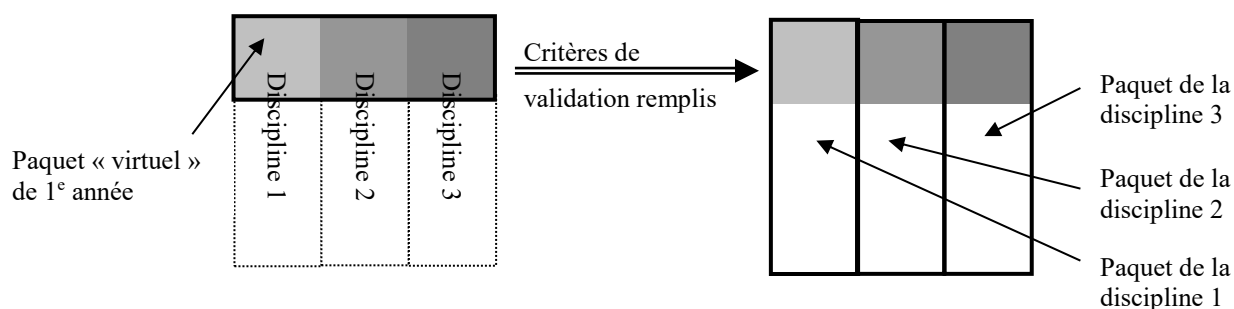 Discipline 1
Discipline 2
Discipline 3
Paquet « virtuel »
de 1e année
Critères de
validation remplis
Paquet de la
discipline 3
Paquet de la
discipline 2
Paquet de la
discipline 1